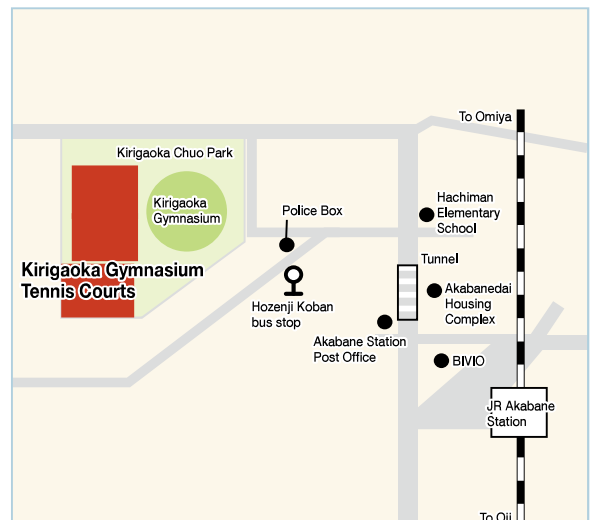 To Omiya
Kirigaoka Chuo Park
Kirigaoka
Gymnasium
Police Box
Hachiman
Elementary
School
Tunnel
Kirigaoka Gymnasium
Tennis Courts
Akabanedai
Housing
Complex
Hozenji Koban
bus stop
Akabane Station
Post Office
BIVIO
JR Akabane
Station
To Oji